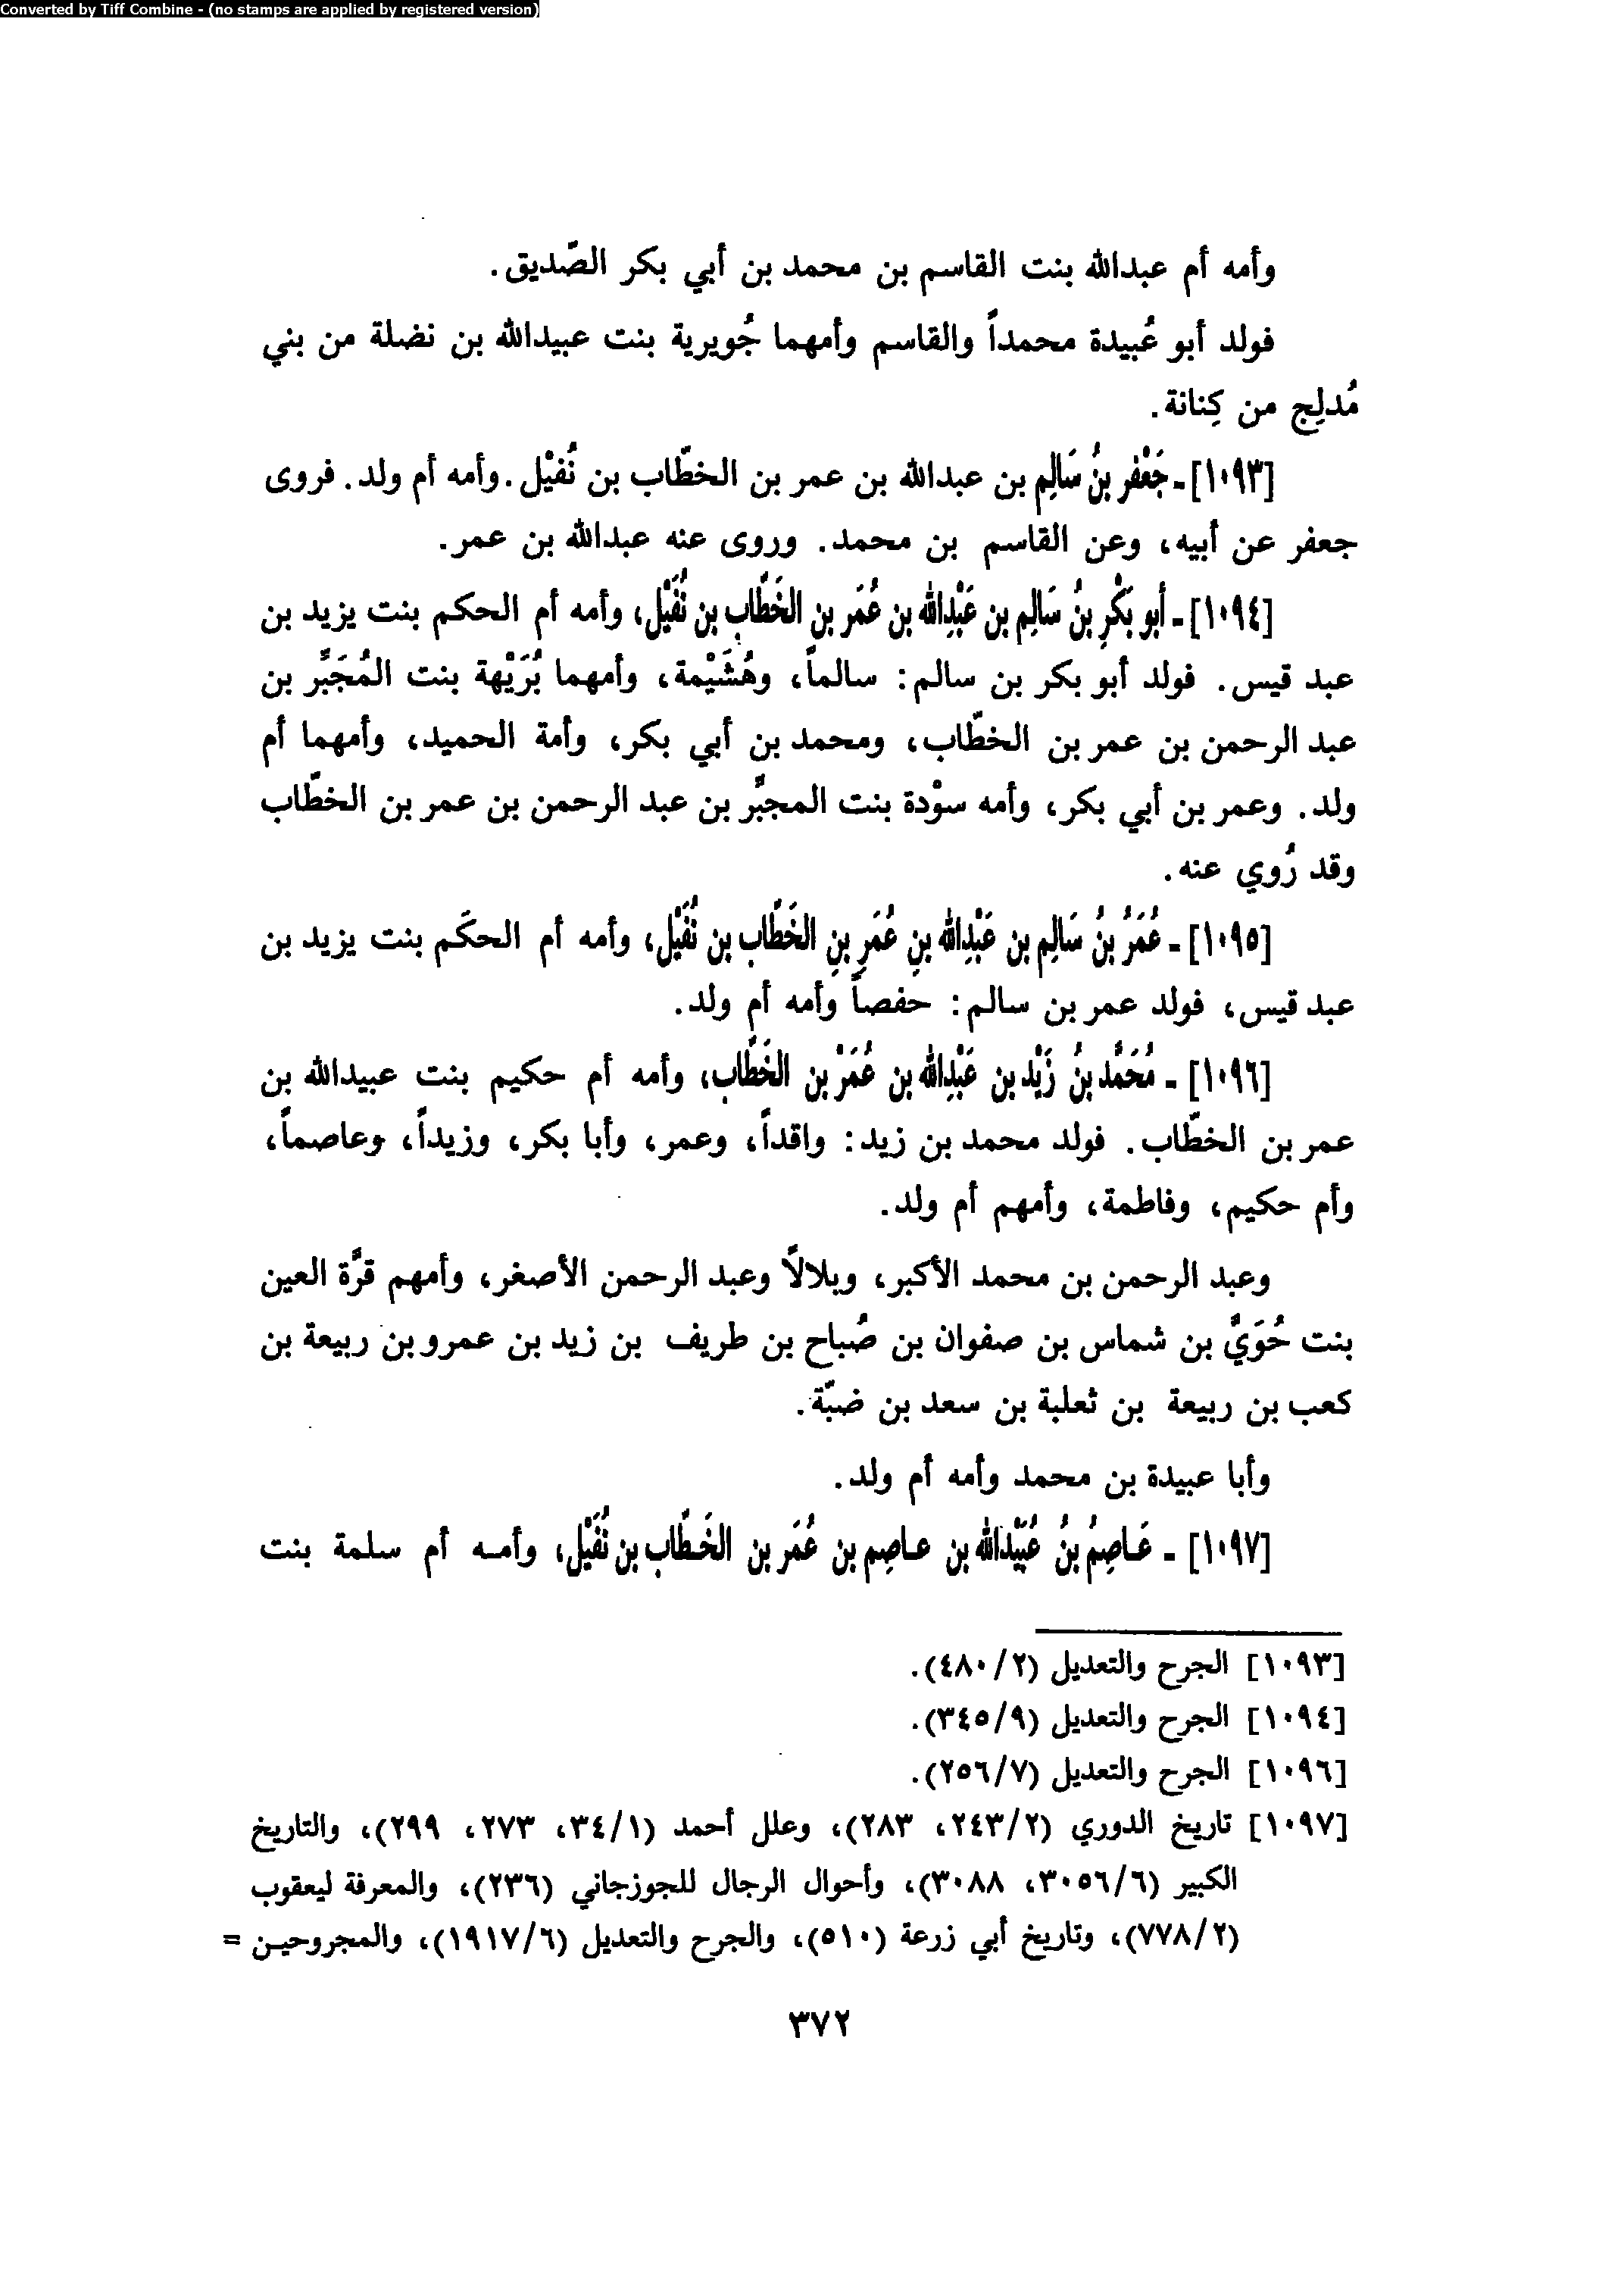 Converted by Tiff Combine - (no stamps are applied by registered version)
وأمه أم عبدالله بنت القاسم بن محمد بن أبي بكر الصّديق.
فولد أبو عُبيدة محمداً والقاسم وأمهما جُويرية بنت عبيدالله بن نضلة من بني
مُدلِج من كِنانة.
[١٠٩٣] ـ جَعْفر بنُ سَالِم بن عبدالله بن عمر بن الخطّاب بن نُفيْل. وأمه أم ولد. فروى
جعفر عن أبيه، وعن القاسم بن محمد. وروى عنه عبدالله بن عمر.
[١٠٩٤] ـ أبو بَكْرِ بنُ سَالِم بن عَبْدِالله بن عُمَر بن الخَطَّابِ بن نُفَيْل، وأمه أم الحكم بنت يزيد بن
عبد قيس. فولد أبو بكر بن سالم: سالماً، وهُشَيْمة، وأمهما بُرَيْهة بنت المُجَبَّر بن
عبد الرحمن بن عمر بن الخطّاب، ومحمد بن أبي بكر، وأمة الحميد، وأمهما أم
ولد. وعمر بن أبي بكر، وأمه سوْدة بنت المجبَّر بن عبد الرحمن بن عمر بن الخطّاب
وقد رُوي عنه.
[١٠٩٥] ـ عُمَرُ بنُ سَالِم بن عَبْدِالله بنِ عُمَرِ بنِ الخَطَّاب بن نُفَيْل، وأمه أم الحكَم بنت يزيد بن
عبد قيس، فولد عمر بن سالم: حفصاً وأمه أم ولد.
[١٠٩٦] ـ مُحَمَّد بنُ زَيْد بن عَبْدِالله بن عُمَرْ بن الخَطَّاب، وأمه أم حكيم بنت عبيدالله بن
عمر بن الخطّاب. فولد محمد بن زيد: واقداً، وعمر، وأبا بكر، وزيداً، وعاصماً،
وأم حكيم، وفاطمة، وأمهم أم ولد.
وعبد الرحمن بن محمد الأكبر، وبلالاً وعبد الرحمن الأصغر، وأمهم قرَّة العين
بنت حُوَيَّ بن شماس بن صفوان بن صُباح بن طريف بن زيد بن عمرو بن ربيعة بن
كعب بن ربيعة بن ثعلبة بن سعد بن ضبّة.
وأبا عبيدة بن محمد وأمه أم ولد.
[١٠٩٧] ـ عَاصِمُ بنُ عُبَيْدالله بن عاصِم بن عُمَر بن الخَطَّاب بن نُفَيْل، وأمه أم سلمة بنت
[١٠٩٣] الجرح والتعديل (٢/ ٤٨٠).
[١٠٩٤] الجرح والتعديل (٩/ ٣٤٥).
[١٠٩٦] الجرح والتعديل (٧/ ٢٥٦).
[١٠٩٧] تاريخ الدوري (٢/ ٢٤٣، ٢٨٣)، وعلل أحمد (١/ ٣٤، ٢٧٣، ٢٩٩)، والتاريخ
الكبير (٦/ ٣٠٥٦، ٣٠٨٨)، وأحوال الرجال للجوزجاني (٢٣٦)، والمعرفة ليعقوب
(٢/ ٧٧٨)، وتاريخ أبي زرعة (٥١٠)، والجرح والتعديل (٦/ ١٩١٧)، والمجروحين =
٣٧٢